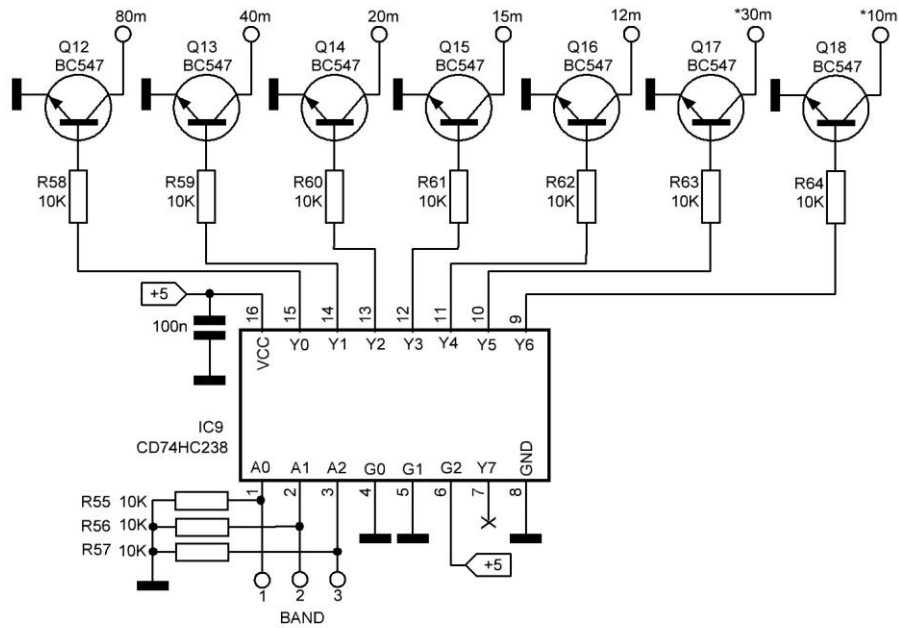 80m 40m 20m 15m 12m *30m *10m
Q12 Q13 Q14 Q15 Q16 Q17 Q18
BC547 BC547 BC547 BC547 BC547 BC547 BC547
R58 R59 R60 R61 R62 R63 R64
10K 10K 10K 10K 10K 10K 10K
+5
100n
16 15 14 13 12 11 10 9
VCC Y0 Y1 Y2 Y3 Y4 Y5 Y6
IC9
CD74HC238
A0 A1 A2 G0 G1 G2 Y7 GND
1 2 3 4 5 6 7 8
R55 10K
R56 10K
R57 10K
+5
1 2 3
BAND